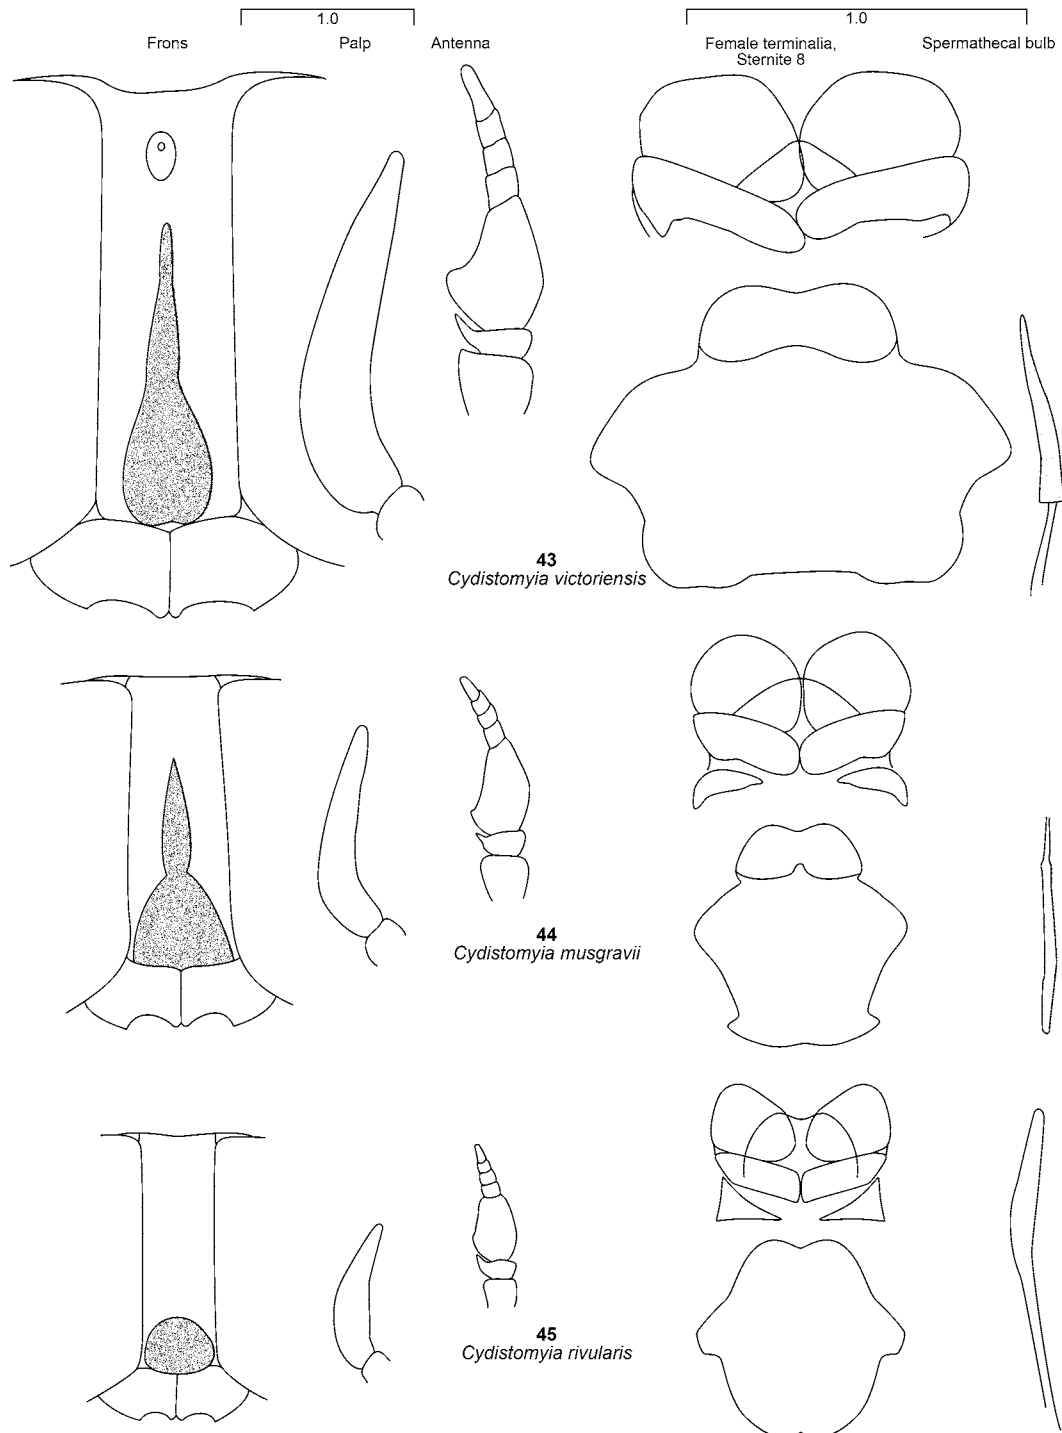 1.0
1.0
Frons
Palp
Antenna
Female terminalia,
Sternite 8
Spermathecal bulb
43
Cydistomyia victoriensis
44
Cydistomyia musgravii
45
Cydistomyia rivularis